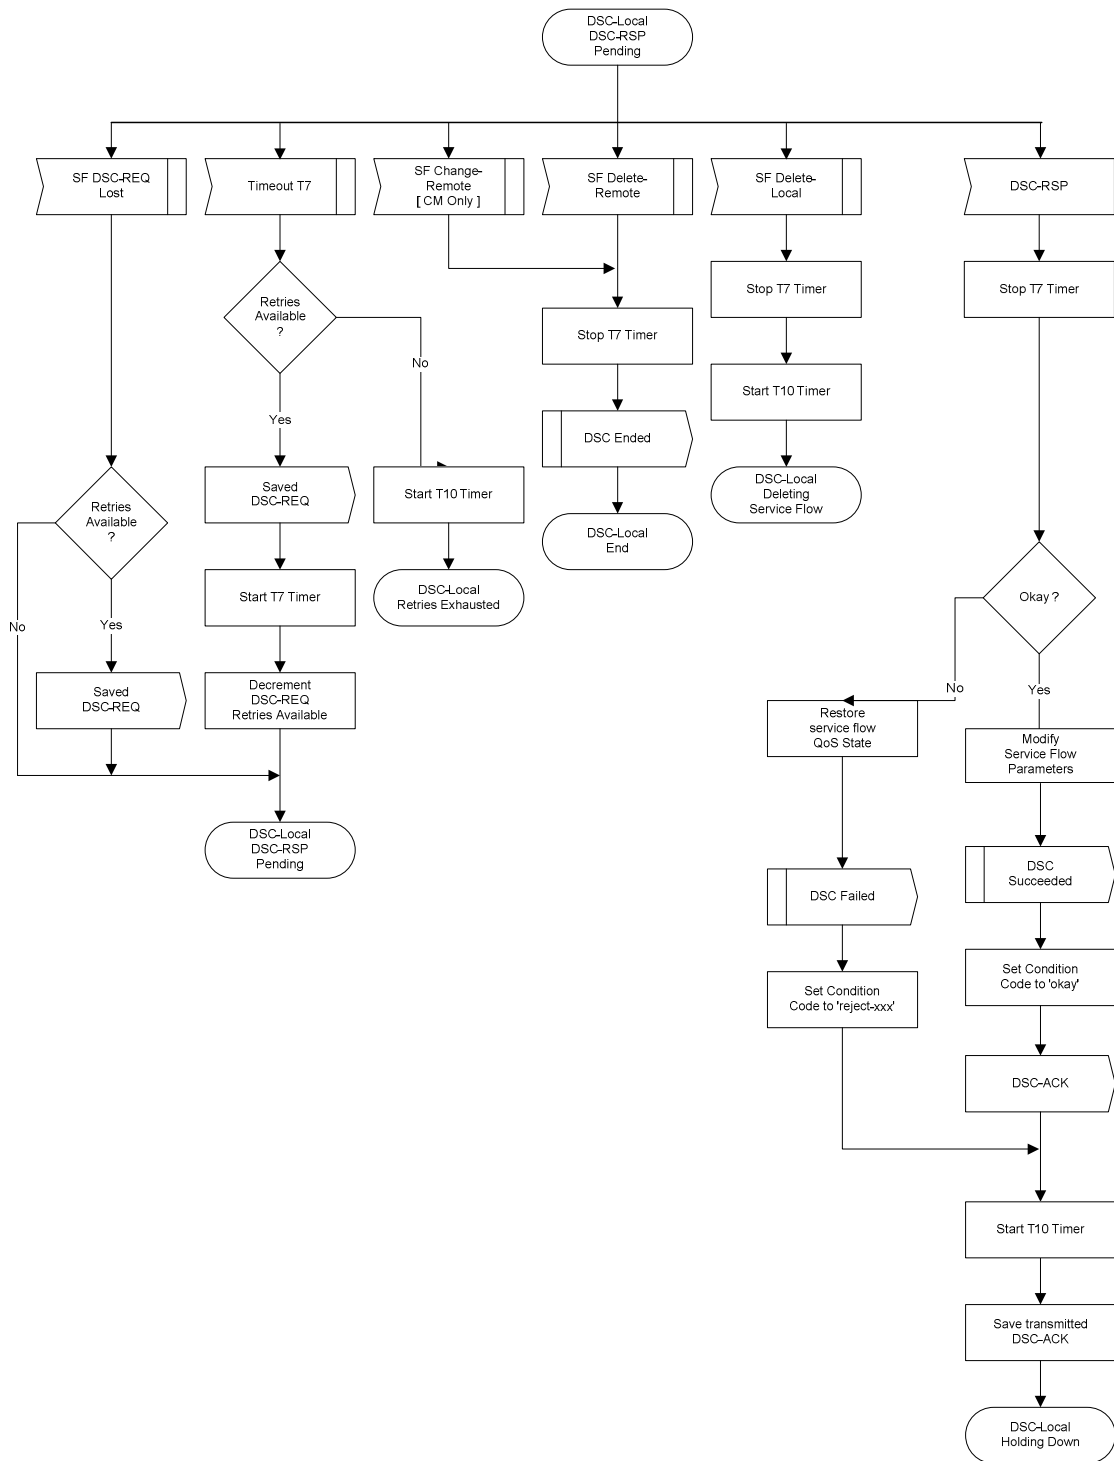 DSC-Local
DSC-RSP
Pending
SF DSC-REQ
Lost
Timeout T7
SF Change-
Remote
[ CM Only ]
SF Delete-
Remote
SF Delete-
Local
DSC-RSP
Retries
Available
?
No
Yes
Saved
DSC-REQ
Start T7 Timer
Decrement
DSC-REQ
Retries Available
Start T10 Timer
DSC-Local
Retries Exhausted
Retries
Available
?
No
Yes
Saved
DSC-REQ
DSC-Local
DSC-RSP
Pending
Stop T7 Timer
DSC Ended
DSC-Local
End
Stop T7 Timer
Start T10 Timer
DSC-Local
Deleting
Service Flow
Stop T7 Timer
Okay ?
No
Yes
Restore
service flow
QoS State
DSC Failed
Set Condition
Code to 'reject-xxx'
Modify
Service Flow
Parameters
DSC
Succeeded
Set Condition
Code to 'okay'
DSC-ACK
Start T10 Timer
Save transmitted
DSC-ACK
DSC-Local
Holding Down